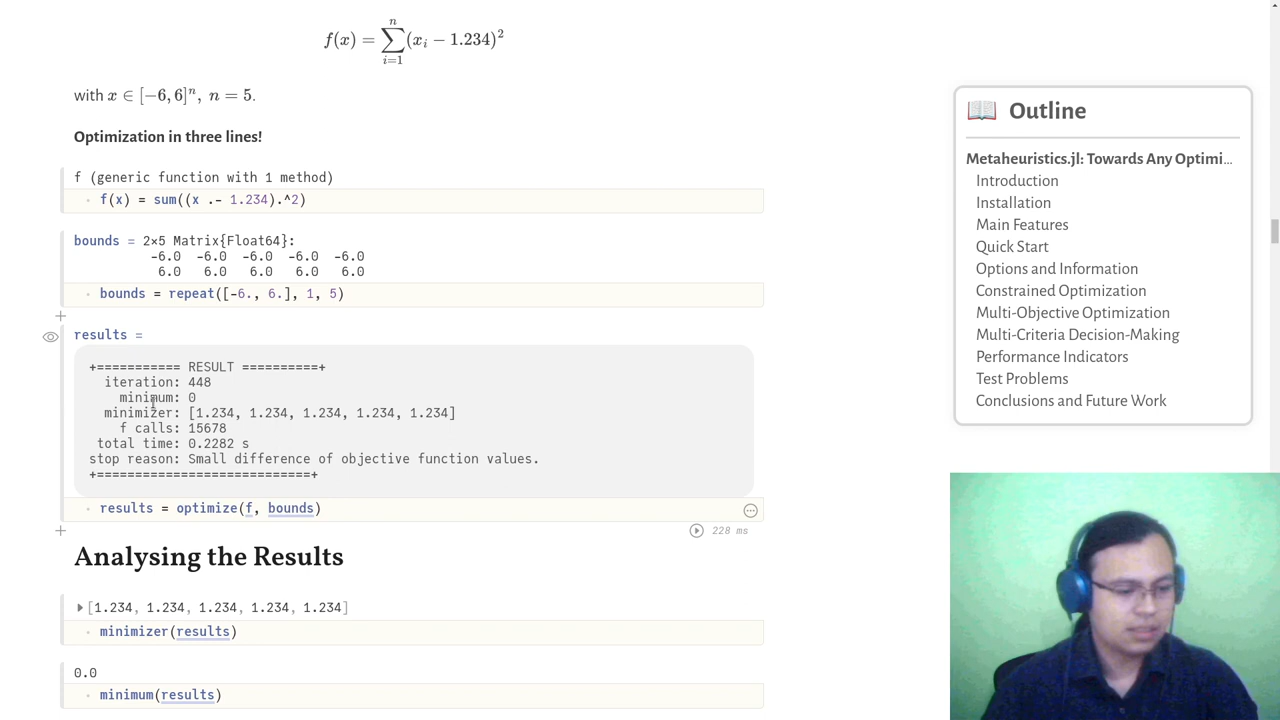 f(x) = ∑_{i=1}^{n} (x_i − 1.234)^2
with x ∈ [−6, 6]^n, n = 5.
Optimization in three lines!
f (generic function with 1 method)
f(x) = sum((x .- 1.234).^2)
bounds = 2×5 Matrix{Float64}:
-6.0 -6.0 -6.0 -6.0 -6.0
6.0 6.0 6.0 6.0 6.0
bounds = repeat([-6., 6.], 1, 5)
results =
+=========== RESULT ==========+
iteration: 448
minimum: 0
minimizer: [1.234, 1.234, 1.234, 1.234, 1.234]
f calls: 15678
total time: 0.2282 s
stop reason: Small difference of objective function values.
+============================+
results = optimize(f, bounds)
228 ms
Analysing the Results
[1.234, 1.234, 1.234, 1.234, 1.234]
minimizer(results)
0.0
minimum(results)
📖 Outline
Metaheuristics.jl: Towards Any Optimi...
Introduction
Installation
Main Features
Quick Start
Options and Information
Constrained Optimization
Multi-Objective Optimization
Multi-Criteria Decision-Making
Performance Indicators
Test Problems
Conclusions and Future Work